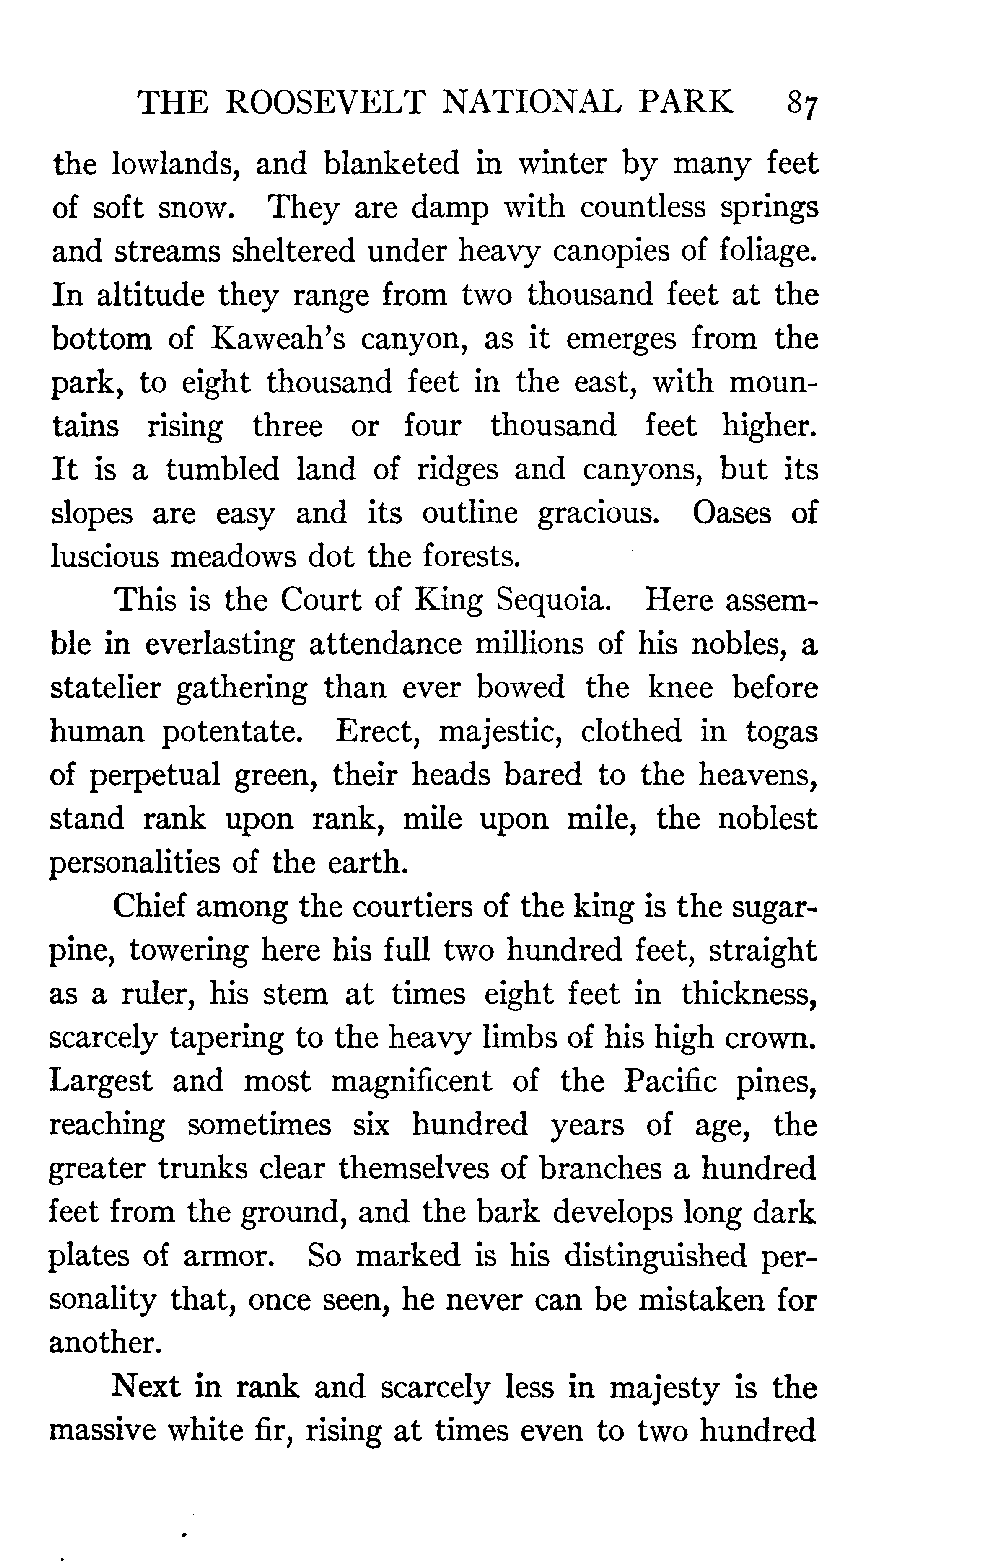 THE ROOSEVELT NATIONAL PARK 87
the lowlands, and blanketed in winter by many feet
of soft snow. They are damp with countless springs
and streams sheltered under heavy canopies of foliage.
In altitude they range from two thousand feet at the
bottom of Kaweah's canyon, as it emerges from the
park, to eight thousand feet in the east, with moun-
tains rising three or four thousand feet higher.
It is a tumbled land of ridges and canyons, but its
slopes are easy and its outline gracious. Oases of
luscious meadows dot the forests.
This is the Court of King Sequoia. Here assem-
ble in everlasting attendance millions of his nobles, a
statelier gathering than ever bowed the knee before
human potentate. Erect, majestic, clothed in togas
of perpetual green, their heads bared to the heavens,
stand rank upon rank, mile upon mile, the noblest
personalities of the earth.
Chief among the courtiers of the king is the sugar-
pine, towering here his full two hundred feet, straight
as a ruler, his stem at times eight feet in thickness,
scarcely tapering to the heavy limbs of his high crown.
Largest and most magnificent of the Pacific pines,
reaching sometimes six hundred years of age, the
greater trunks clear themselves of branches a hundred
feet from the ground, and the bark develops long dark
plates of armor. So marked is his distinguished per-
sonality that, once seen, he never can be mistaken for
another.
Next in rank and scarcely less in majesty is the
massive white fir, rising at times even to two hundred